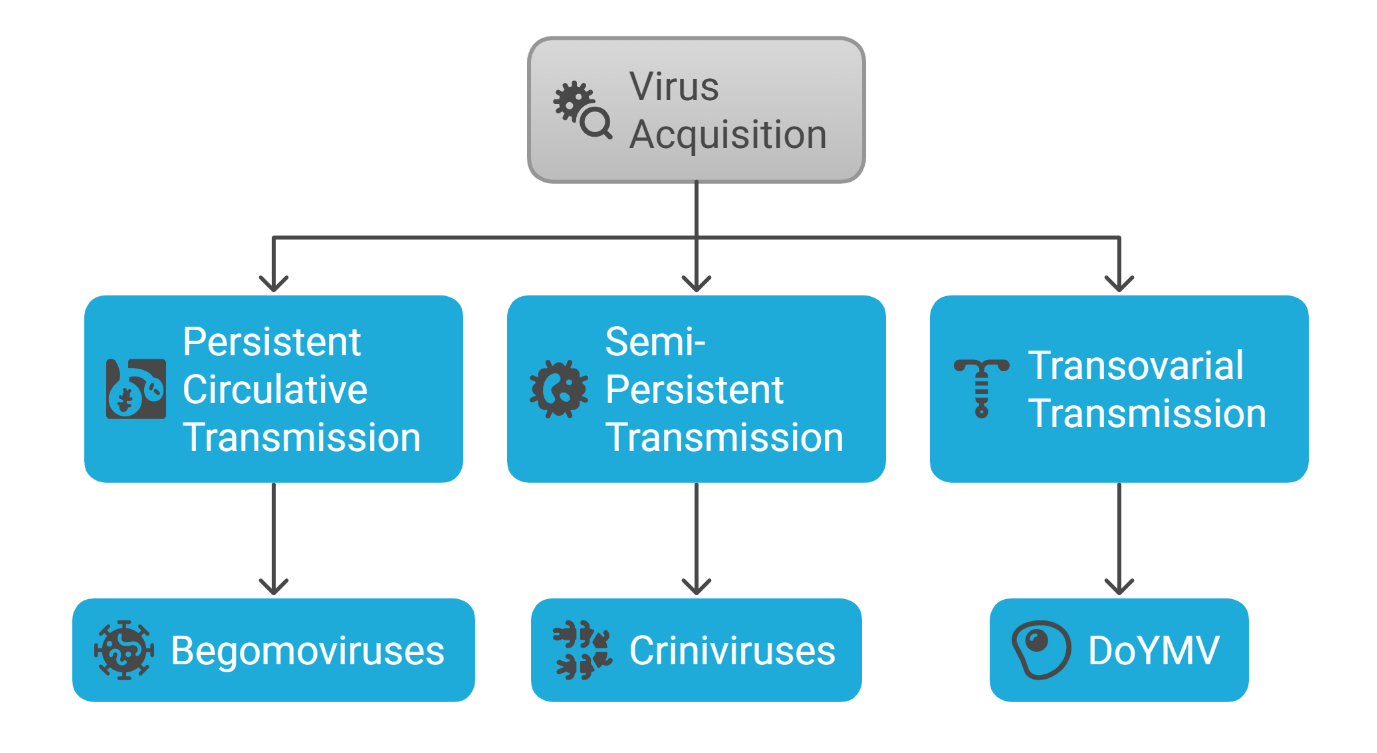 Virus
Acquisition
Persistent
Circulative
Transmission
Semi-
Persistent
Transmission
Transovarial
Transmission
Begomoviruses
Criniviruses
DoYMV